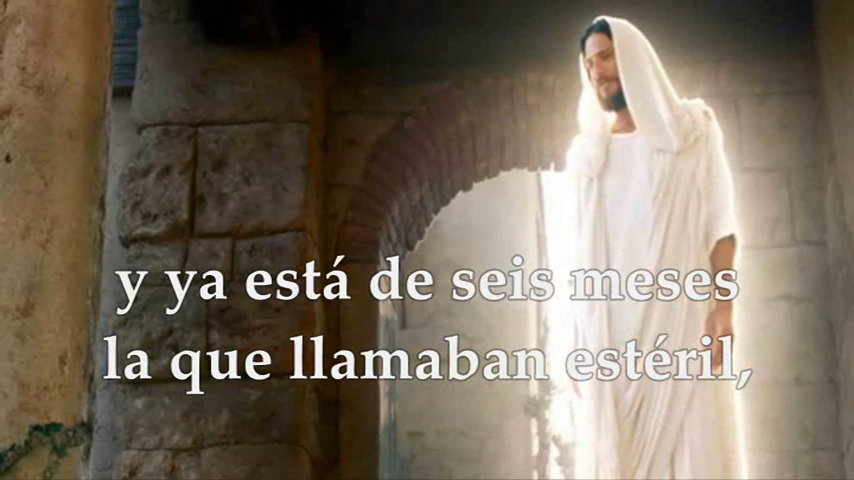 y ya está de seis meses
la que llamaban estéril,